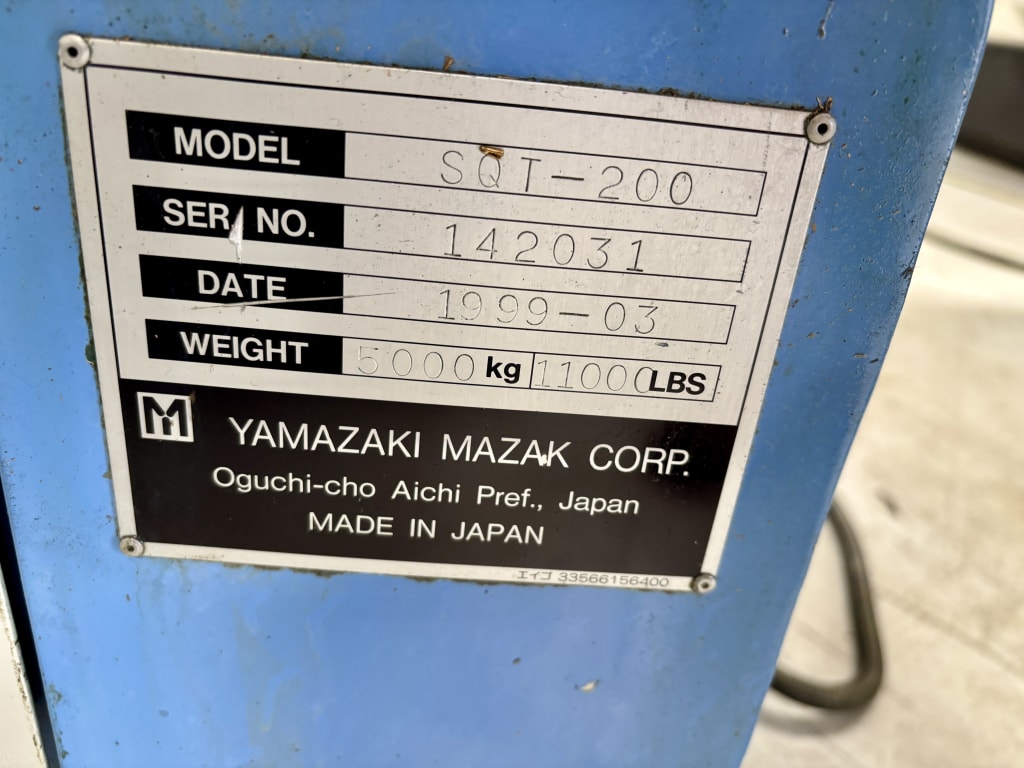 MODEL SQT-200
SER. NO. 142031
DATE 1999-03
WEIGHT 5000 kg 11000 LBS
YAMAZAKI MAZAK CORP.
Oguchi-cho Aichi Pref., Japan
MADE IN JAPAN
エイゴ 33566156400